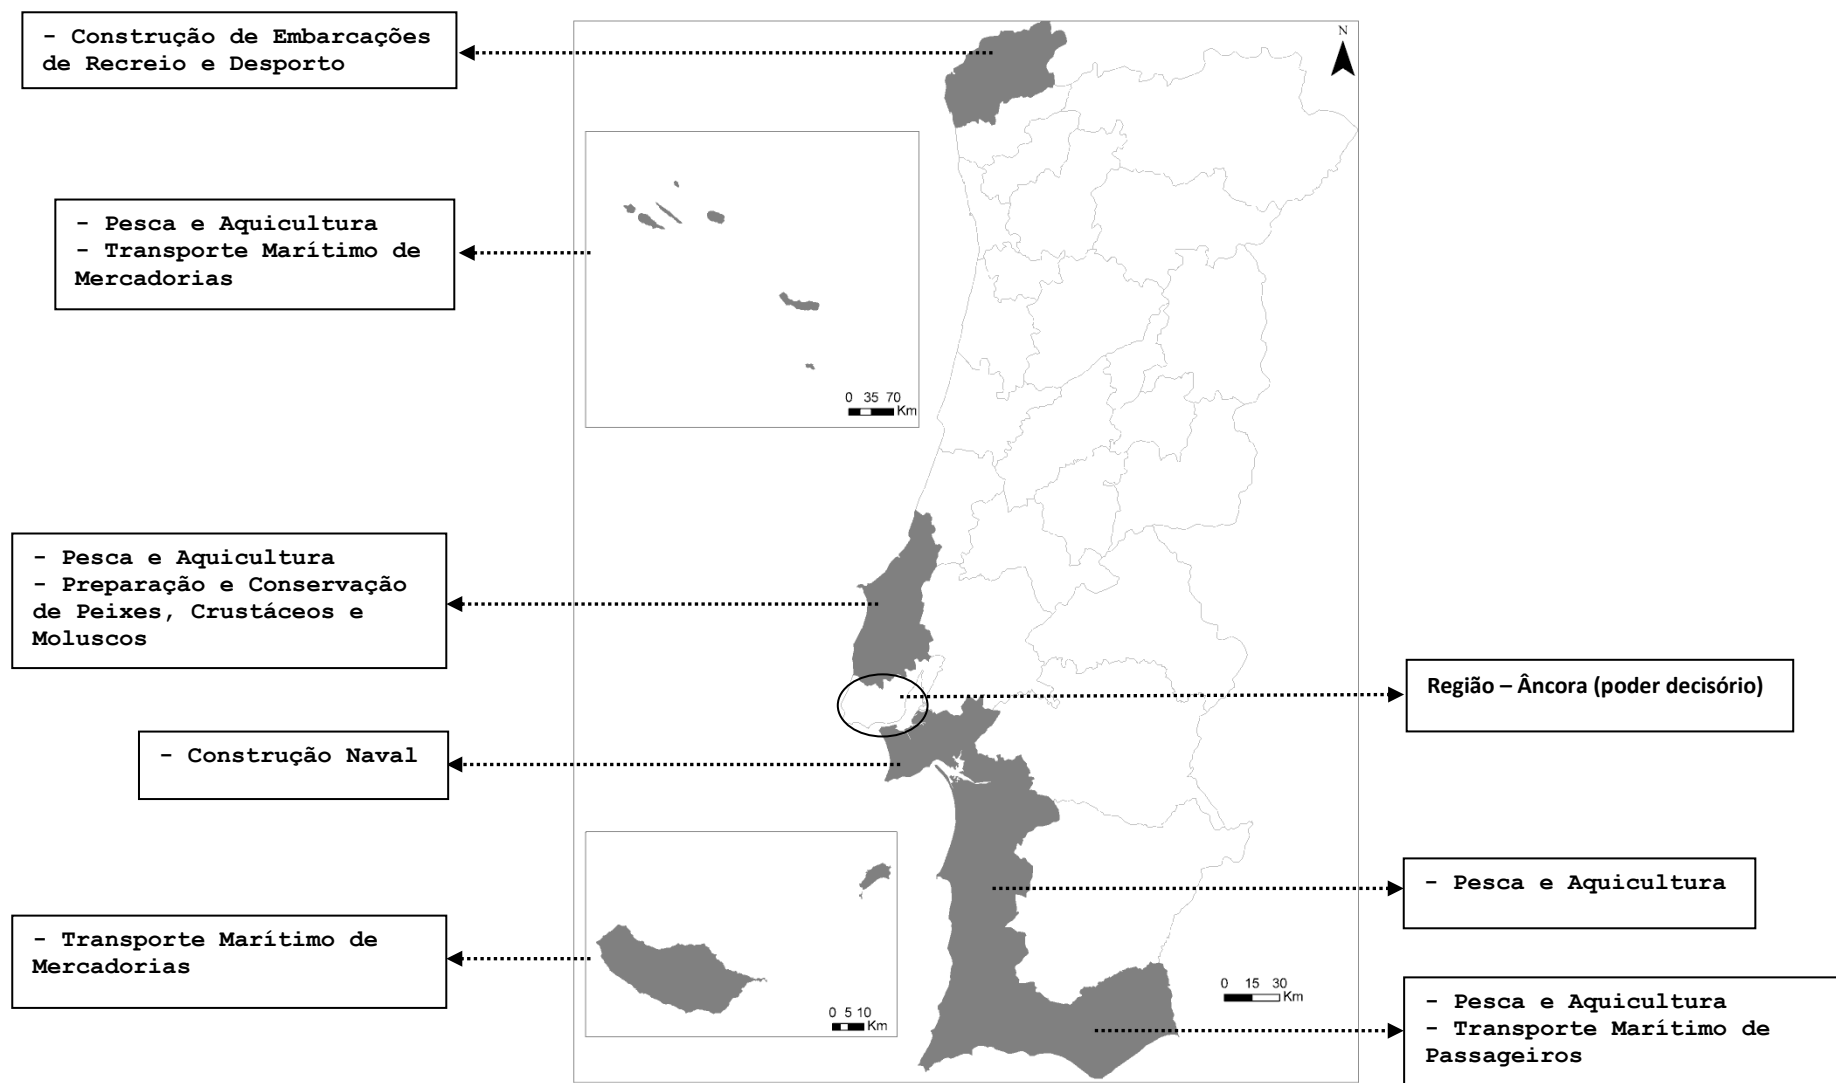 - Construção de Embarcações
de Recreio e Desporto
N
- Pesca e Aquicultura
- Transporte Marítimo de
Mercadorias
0 35 70
Km
- Pesca e Aquicultura
- Preparação e Conservação
de Peixes, Crustáceos e
Moluscos
Região – Âncora (poder decisório)
- Construção Naval
- Pesca e Aquicultura
- Transporte Marítimo de
Mercadorias
0 5 10
Km
0 15 30
Km
- Pesca e Aquicultura
- Transporte Marítimo de
Passageiros